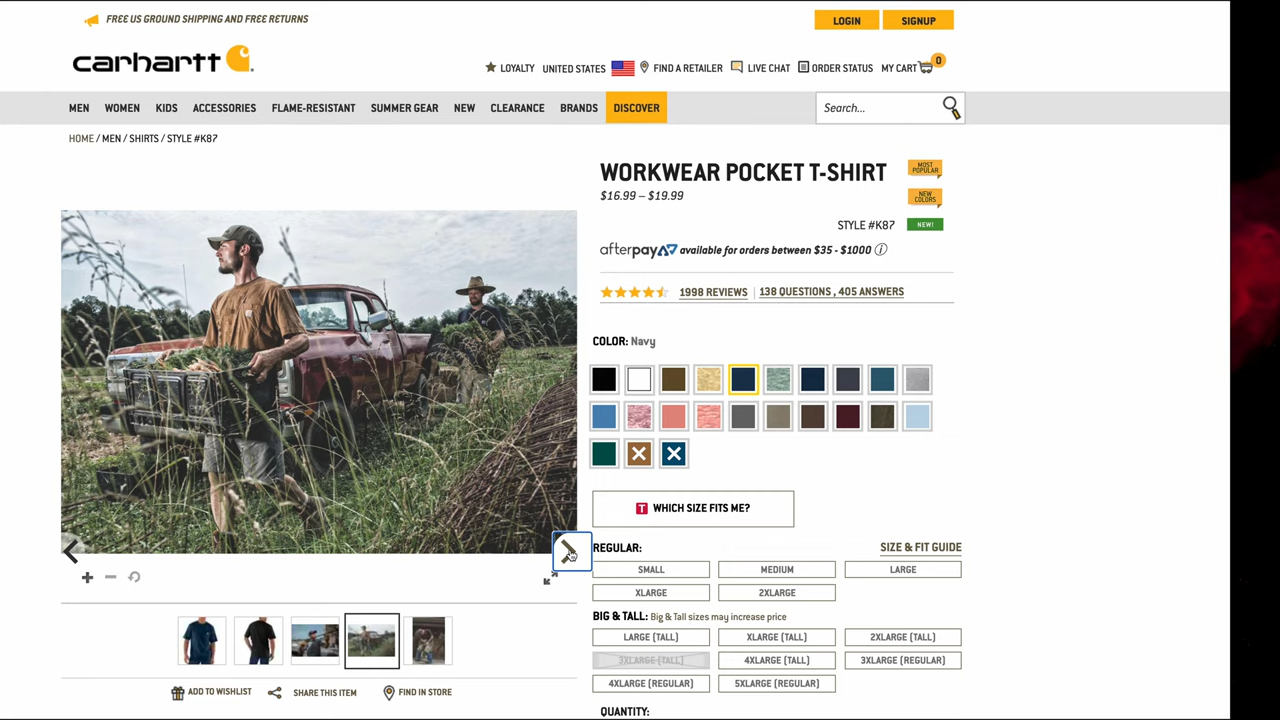 FREE US GROUND SHIPPING AND FREE RETURNS
LOGIN
SIGNUP
carhartt
LOYALTY
UNITED STATES
FIND A RETAILER
LIVE CHAT
ORDER STATUS
MY CART
0
MEN
WOMEN
KIDS
ACCESSORIES
FLAME-RESISTANT
SUMMER GEAR
NEW
CLEARANCE
BRANDS
DISCOVER
Search...
HOME / MEN / SHIRTS / STYLE #K87
WORKWEAR POCKET T-SHIRT
MOST
POPULAR
$16.99 – $19.99
NEW
COLORS
STYLE #K87
NEW!
afterpay available for orders between $35 - $1000
1998 REVIEWS
138 QUESTIONS , 405 ANSWERS
COLOR: Navy
WHICH SIZE FITS ME?
REGULAR:
SIZE & FIT GUIDE
SMALL
MEDIUM
LARGE
XLARGE
2XLARGE
BIG & TALL: Big & Tall sizes may increase price
LARGE (TALL)
XLARGE (TALL)
2XLARGE (TALL)
3XLARGE (TALL)
4XLARGE (TALL)
3XLARGE (REGULAR)
4XLARGE (REGULAR)
5XLARGE (REGULAR)
ADD TO WISHLIST
SHARE THIS ITEM
FIND IN STORE
QUANTITY: